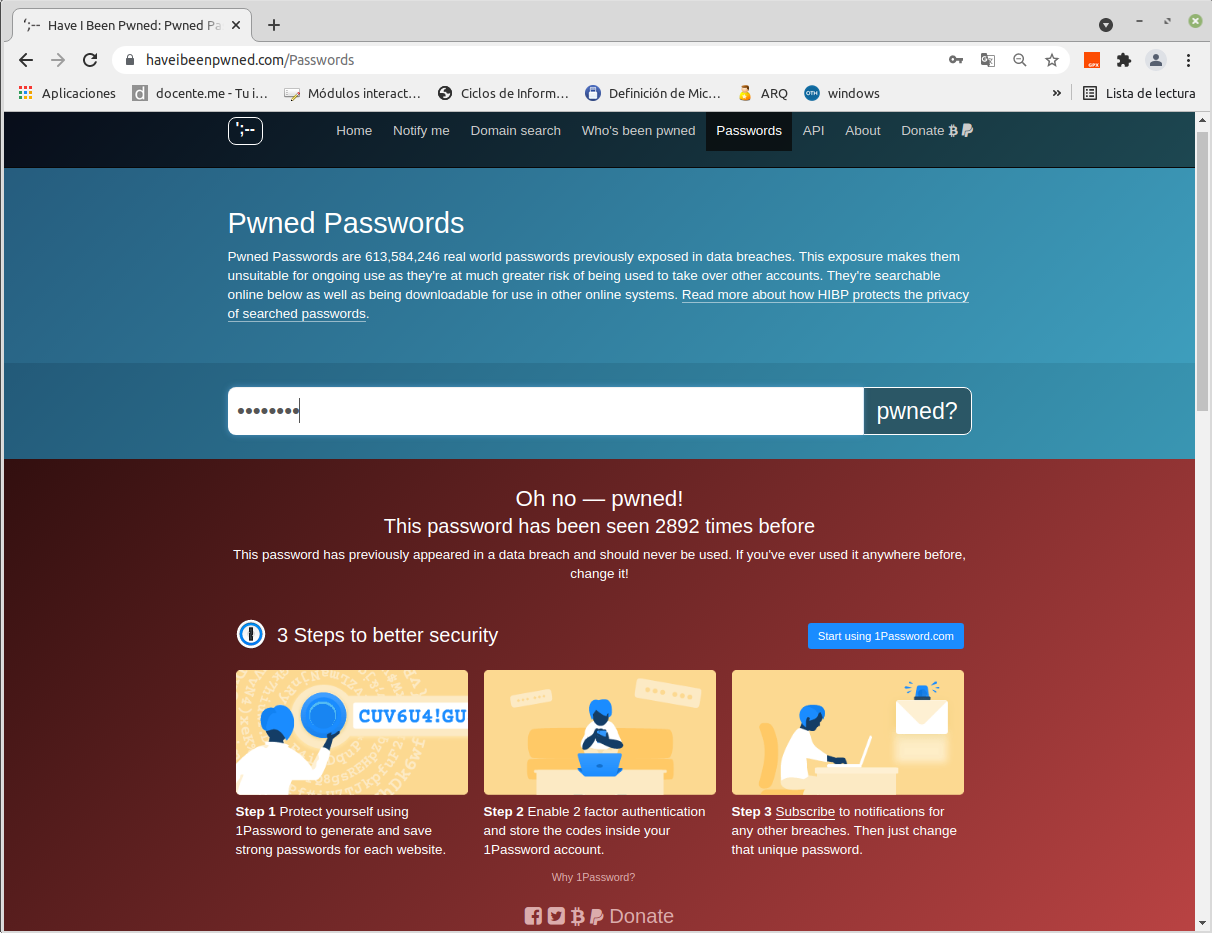 ';-- Have I Been Pwned: Pwned Pa
haveibeenpwned.com/Passwords
Aplicaciones docente.me - Tu i… Módulos interact… Ciclos de Inform… Definición de Mic… ARQ windows » Lista de lectura
';-- Home Notify me Domain search Who's been pwned Passwords API About Donate
Pwned Passwords
Pwned Passwords are 613,584,246 real world passwords previously exposed in data breaches. This exposure makes them
unsuitable for ongoing use as they're at much greater risk of being used to take over other accounts. They're searchable
online below as well as being downloadable for use in other online systems. Read more about how HIBP protects the privacy
of searched passwords.
•••••••• pwned?
Oh no — pwned!
This password has been seen 2892 times before
This password has previously appeared in a data breach and should never be used. If you've ever used it anywhere before,
change it!
3 Steps to better security
Start using 1Password.com
CUV6U4!GU
Step 1 Protect yourself using
1Password to generate and save
strong passwords for each website.
Step 2 Enable 2 factor authentication
and store the codes inside your
1Password account.
Step 3 Subscribe to notifications for
any other breaches. Then just change
that unique password.
Why 1Password?
Donate